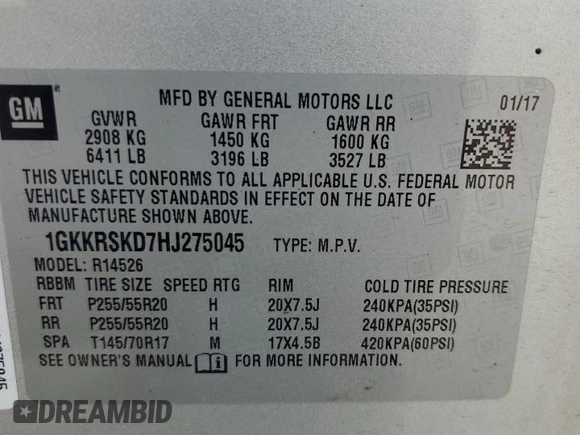 GM
MFD BY GENERAL MOTORS LLC 01/17
GVWR GAWR FRT GAWR RR
2908 KG 1450 KG 1600 KG
6411 LB 3196 LB 3527 LB
THIS VEHICLE CONFORMS TO ALL APPLICABLE U.S. FEDERAL MOTOR
VEHICLE SAFETY STANDARDS IN EFFECT ON THE DATE OF
MANUFACTURE SHOWN ABOVE.
1GKKRSKD7HJ275045 TYPE: M.P.V.
MODEL: R14526
RBBM TIRE SIZE SPEED RTG RIM COLD TIRE PRESSURE
FRT P255/55R20 H 20X7.5J 240KPA(35PSI)
RR P255/55R20 H 20X7.5J 240KPA(35PSI)
SPA T145/70R17 M 17X4.5B 420KPA(60PSI)
SEE OWNER'S MANUAL FOR MORE INFORMATION.
DREAMBID